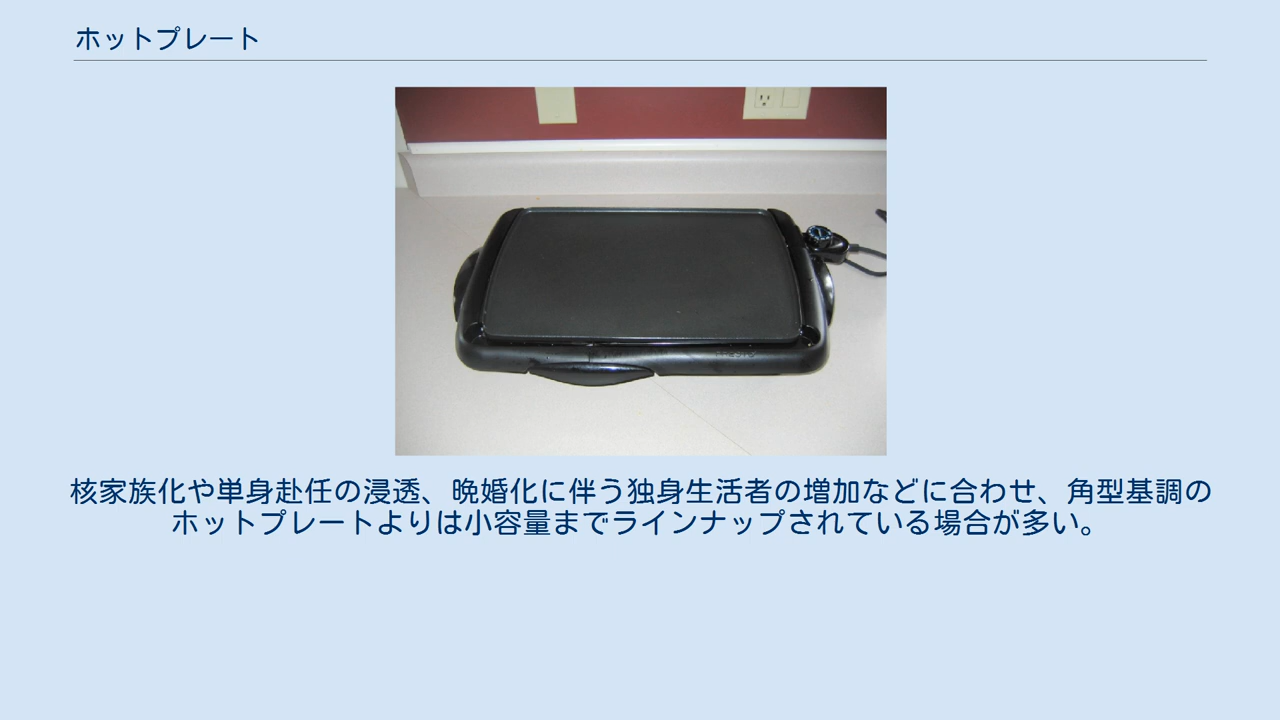 ホットプレート
核家族化や単身赴任の浸透、晩婚化に伴う独身生活者の増加などに合わせ、角型基調の
ホットプレートよりは小容量までラインナップされている場合が多い。